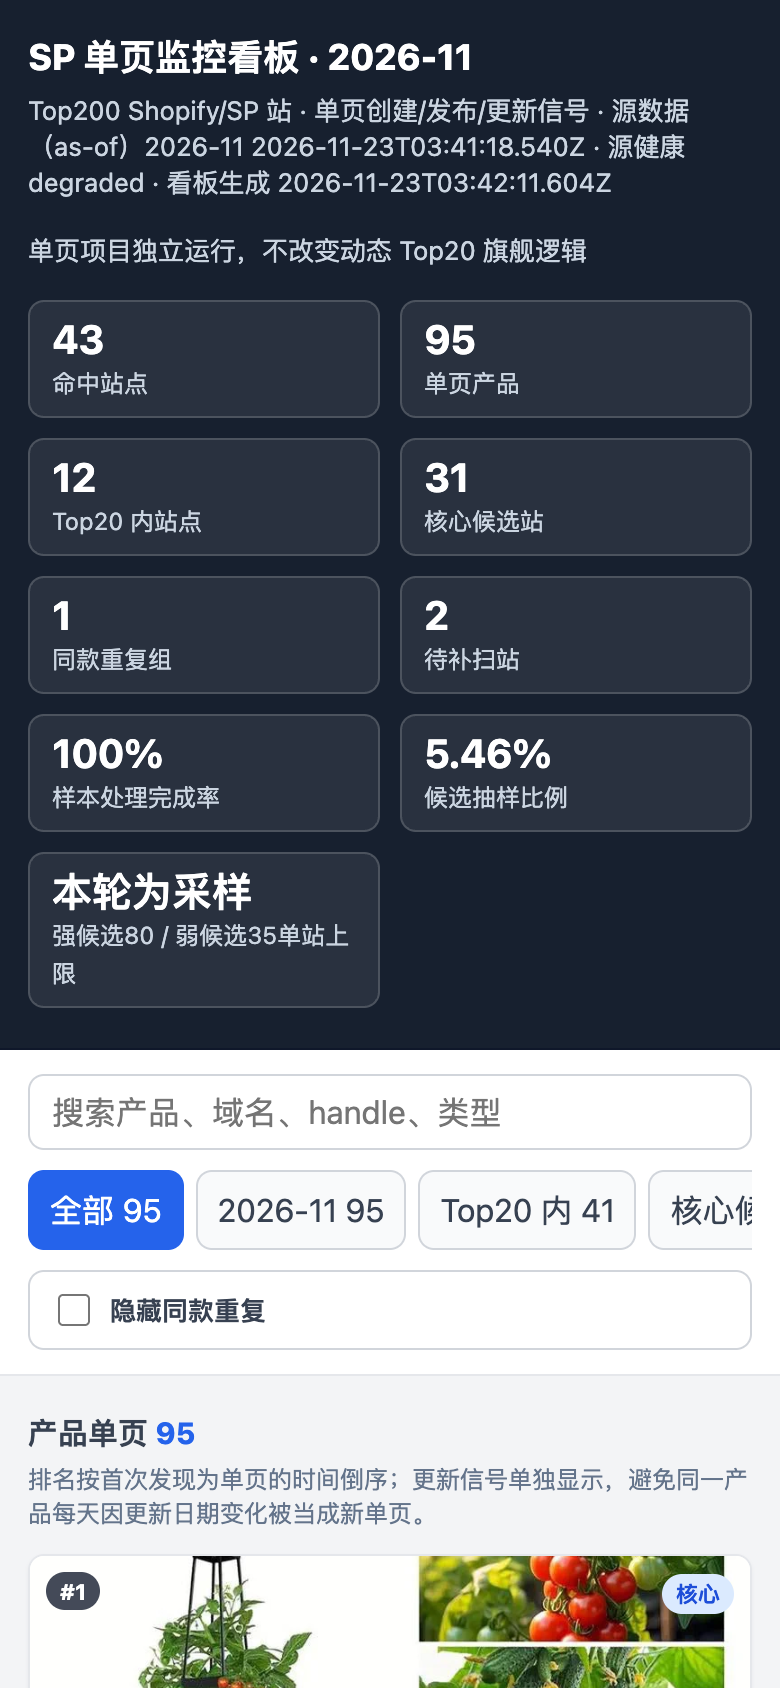 SP 单页监控看板 · 2026-11
Top200 Shopify/SP 站 · 单页创建/发布/更新信号 · 源数据
（as-of）2026-11 2026-11-23T03:41:18.540Z · 源健康
degraded · 看板生成 2026-11-23T03:42:11.604Z
单页项目独立运行，不改变动态 Top20 旗舰逻辑
43
命中站点
95
单页产品
12
Top20 内站点
31
核心候选站
1
同款重复组
2
待补扫站
100%
样本处理完成率
5.46%
候选抽样比例
本轮为采样
强候选80 / 弱候选35单站上
限
搜索产品、域名、handle、类型
全部 95
2026-11 95
Top20 内 41
核心候
隐藏同款重复
产品单页 95
排名按首次发现为单页的时间倒序；更新信号单独显示，避免同一产
品每天因更新日期变化被当成新单页。
#1
核心